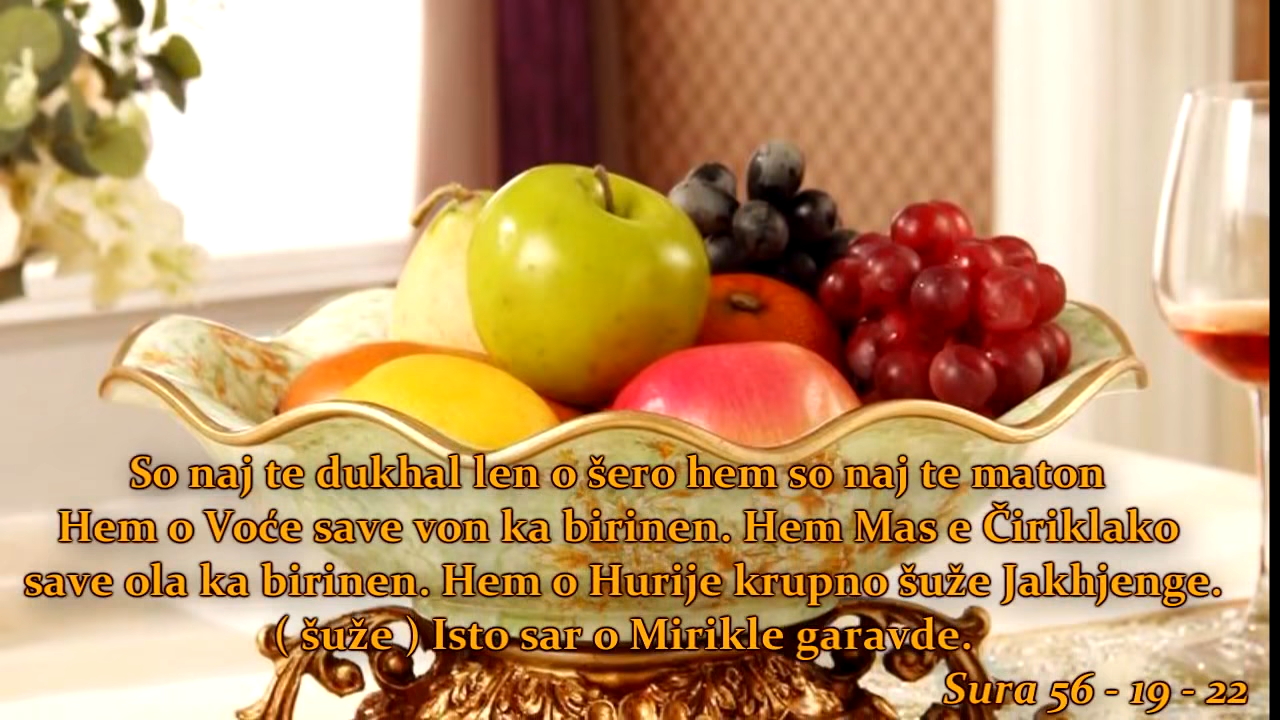 So naj te dukhal len o šero hem so naj te maton
Hem o Voće save von ka birinen. Hem Mas e Čiriklako
save ola ka birinen. Hem o Hurije krupno šuže Jakhjenge.
( šuže ) Isto sar o Mirikle garavde.
Sura 56 - 19 - 22